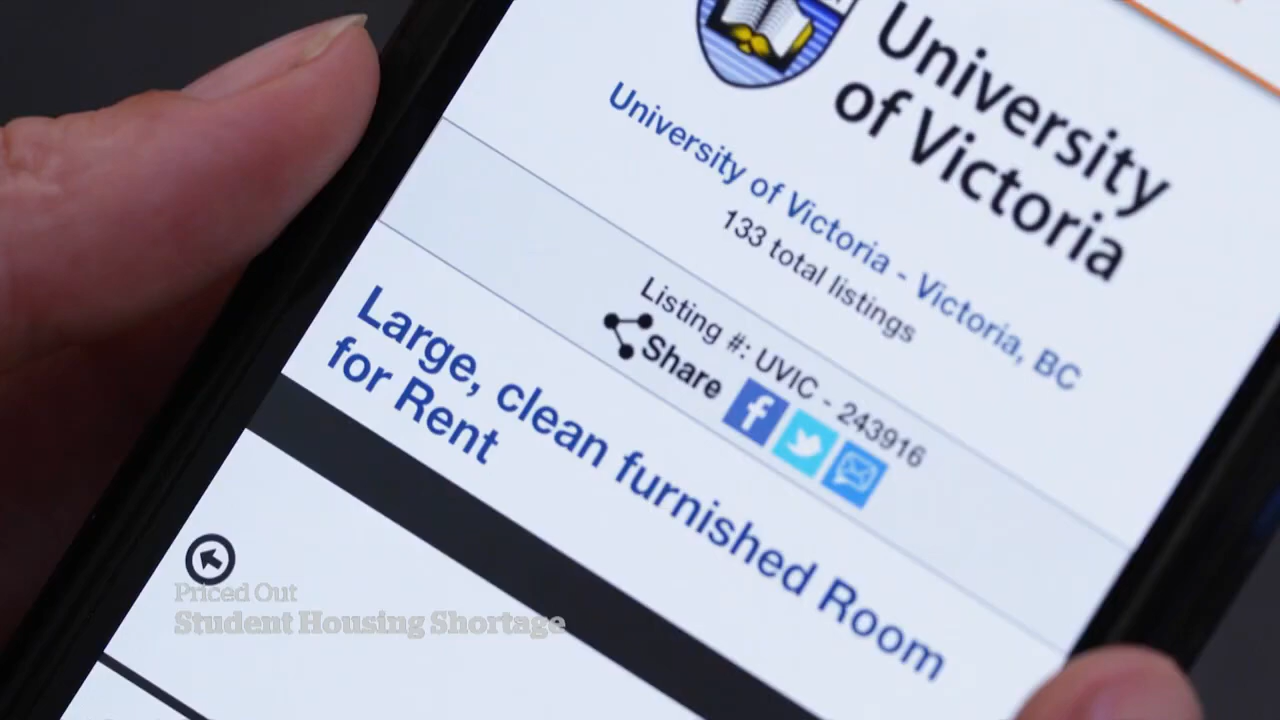 University
of Victoria
University of Victoria - Victoria, BC
133 total listings
Listing #: UVIC - 243916
Share
Large, clean furnished Room
for Rent
Priced Out
Student Housing Shortage